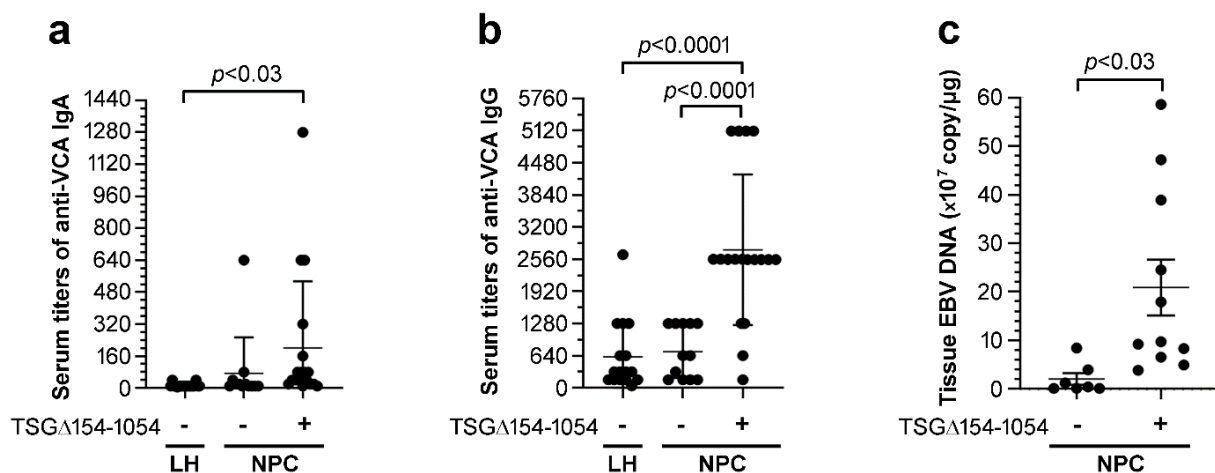 a
p<0.03
Serum titers of anti-VCA IgA
1440
1280
1120
960
800
640
480
320
160
0
TSGΔ154-1054
-
-
+
LH
NPC
b
p<0.0001
p<0.0001
Serum titers of anti-VCA IgG
5760
5120
4480
3840
3200
2560
1920
1280
640
0
TSGΔ154-1054
-
-
+
LH
NPC
c
p<0.03
Tissue EBV DNA (x10⁷ copy/µg)
60
50
40
30
20
10
0
TSGΔ154-1054
-
+
NPC